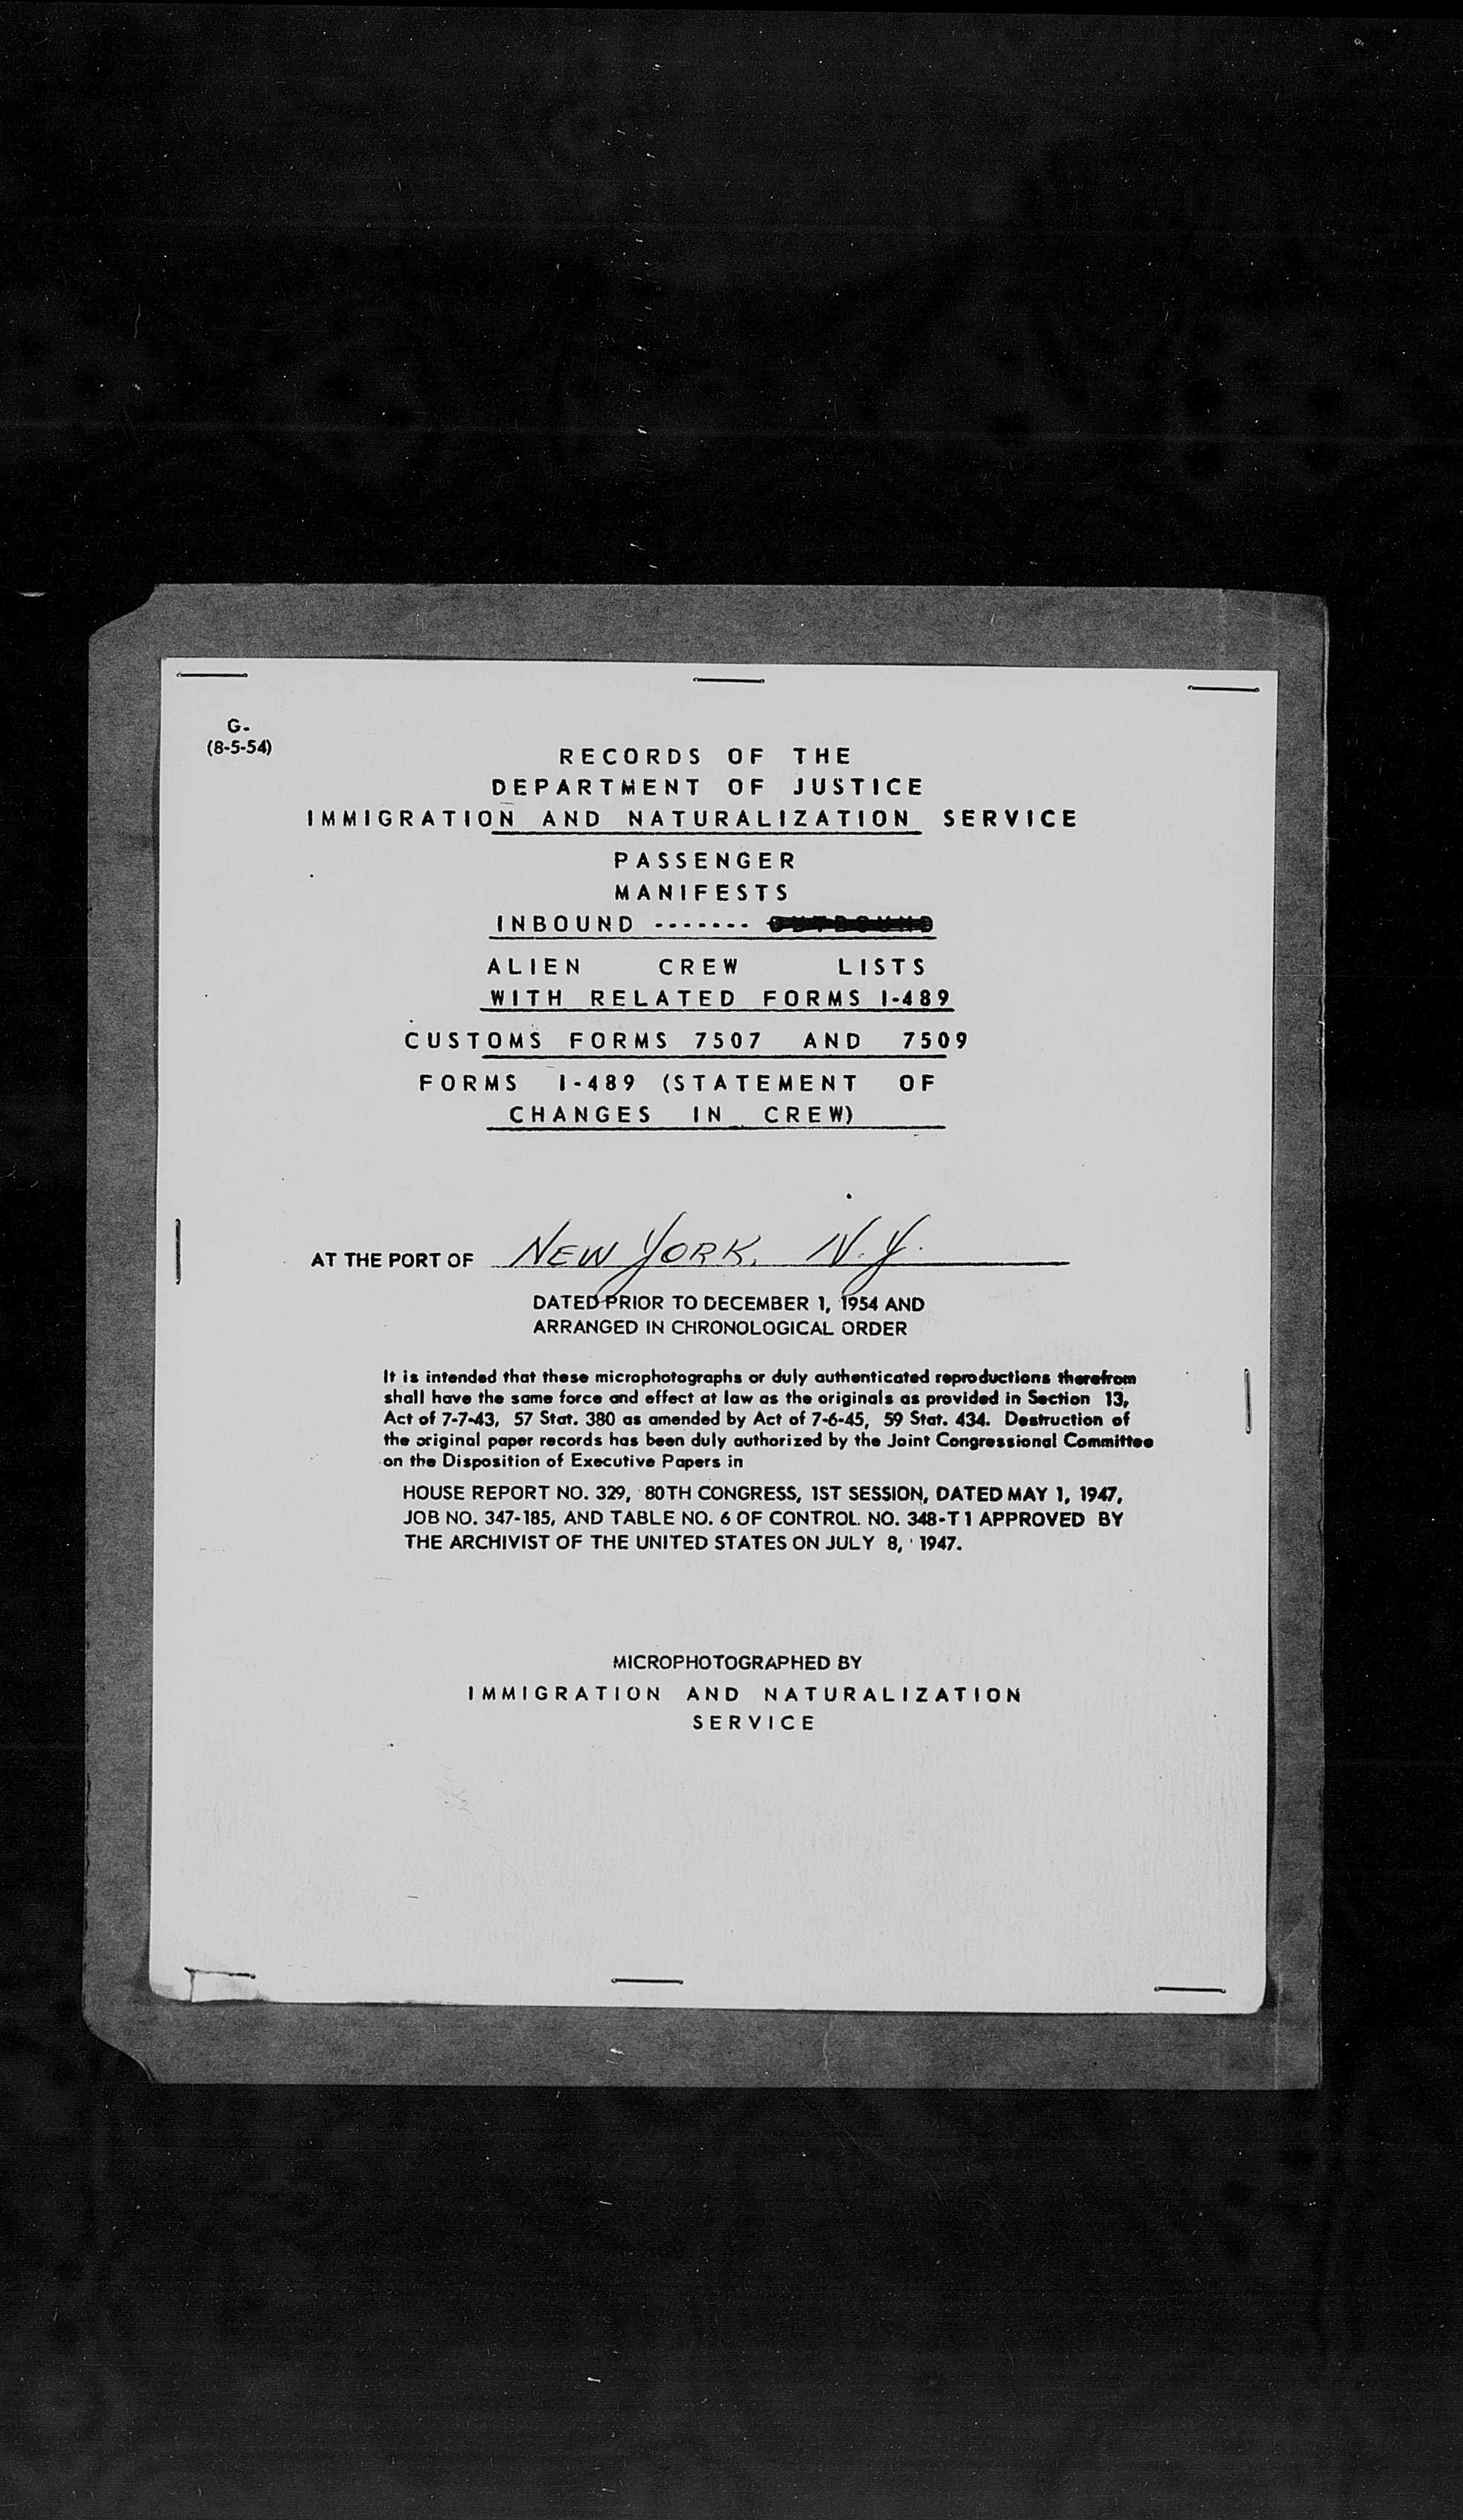 G-
(8-5-54)
RECORDS OF THE
DEPARTMENT OF JUSTICE
IMMIGRATION AND NATURALIZATION SERVICE
PASSENGER
MANIFESTS
INBOUND ------- OUTBOUND
ALIEN CREW LISTS
WITH RELATED FORMS I-489
CUSTOMS FORMS 7507 AND 7509
FORMS I-489 (STATEMENT OF
CHANGES IN CREW)
AT THE PORT OF NEW YORK, N.Y.
DATED PRIOR TO DECEMBER 1, 1954 AND
ARRANGED IN CHRONOLOGICAL ORDER
It is intended that these microphotographs or duly authenticated reproductions therefrom
shall have the same force and effect at law as the originals as provided in Section 13,
Act of 7-7-43, 57 Stat. 380 as amended by Act of 7-6-45, 59 Stat. 434. Destruction of
the original paper records has been duly authorized by the Joint Congressional Committee
on the Disposition of Executive Papers in
HOUSE REPORT NO. 329, 80TH CONGRESS, 1ST SESSION, DATED MAY 1, 1947,
JOB NO. 347-185, AND TABLE NO. 6 OF CONTROL NO. 348-T1 APPROVED BY
THE ARCHIVIST OF THE UNITED STATES ON JULY 8, 1947.
MICROPHOTOGRAPHED BY
IMMIGRATION AND NATURALIZATION
SERVICE